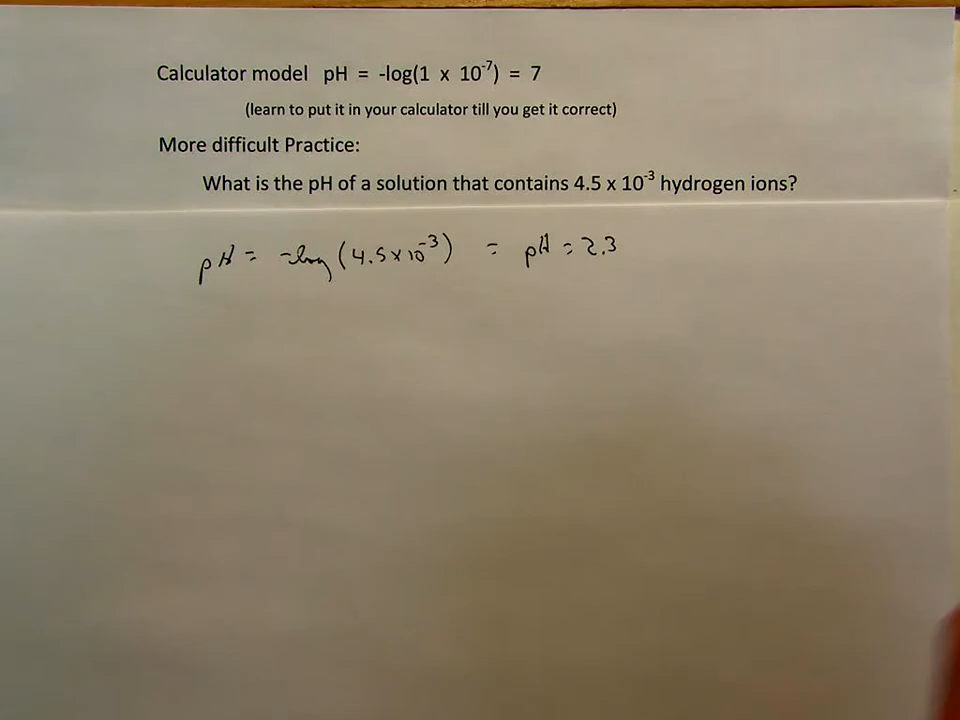 Calculator model pH = -log(1 x 10⁻⁷) = 7
(learn to put it in your calculator till you get it correct)
More difficult Practice:
What is the pH of a solution that contains 4.5 x 10⁻³ hydrogen ions?
pH = -log (4.5x10⁻³) = pH = 2.3